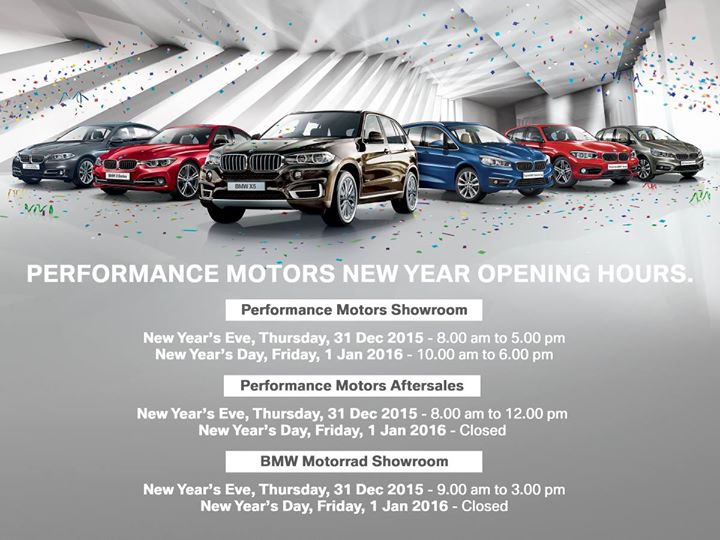 BMW 3 Series
BMW X5
PERFORMANCE MOTORS NEW YEAR OPENING HOURS.
Performance Motors Showroom
New Year's Eve, Thursday, 31 Dec 2015 - 8.00 am to 5.00 pm
New Year's Day, Friday, 1 Jan 2016 - 10.00 am to 6.00 pm
Performance Motors Aftersales
New Year's Eve, Thursday, 31 Dec 2015 - 8.00 am to 12.00 pm
New Year's Day, Friday, 1 Jan 2016 - Closed
BMW Motorrad Showroom
New Year's Eve, Thursday, 31 Dec 2015 - 9.00 am to 3.00 pm
New Year's Day, Friday, 1 Jan 2016 - Closed